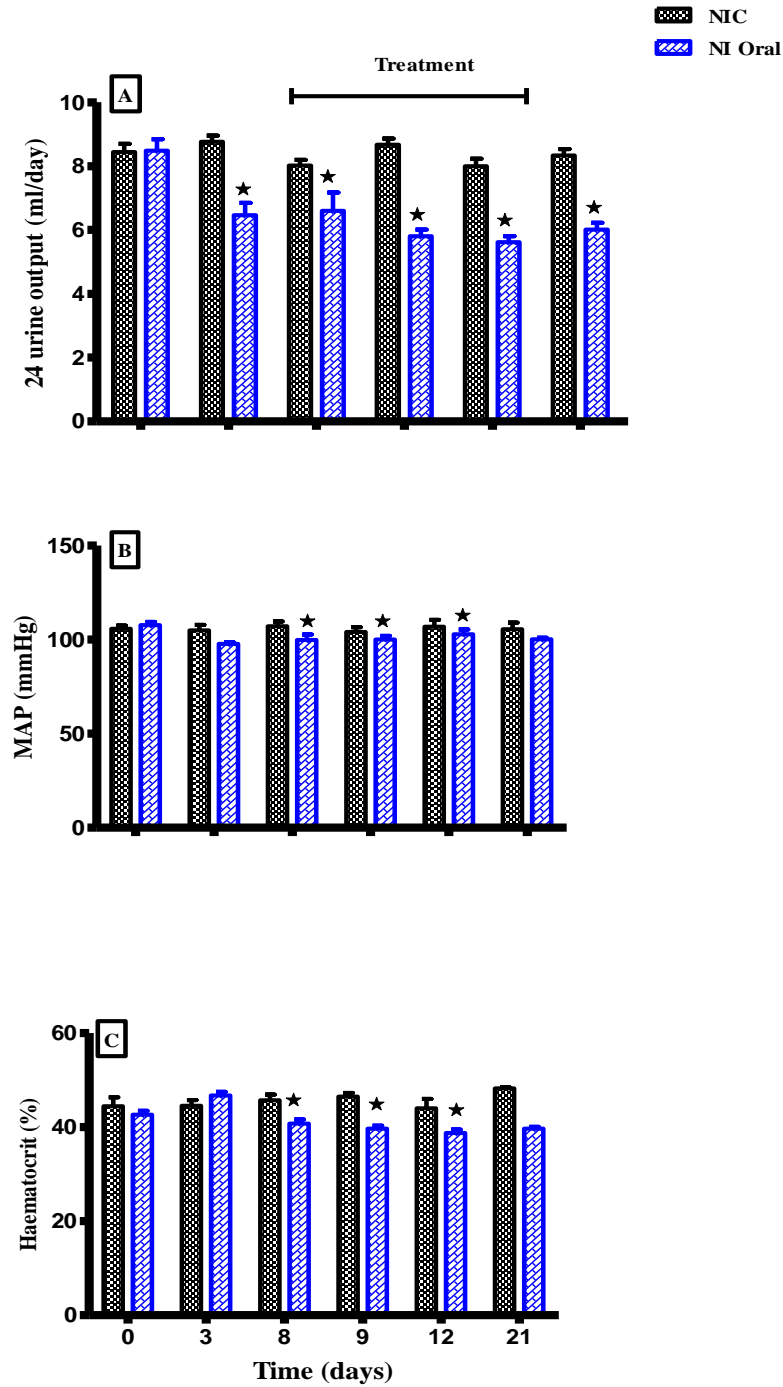 NIC
NI Oral
Treatment
A
10
8
6
4
2
0
24 urine output (ml/day)
B
150
100
50
0
MAP (mmHg)
C
60
40
20
0
Haematocrit (%)
0 3 8 9 12 21
Time (days)